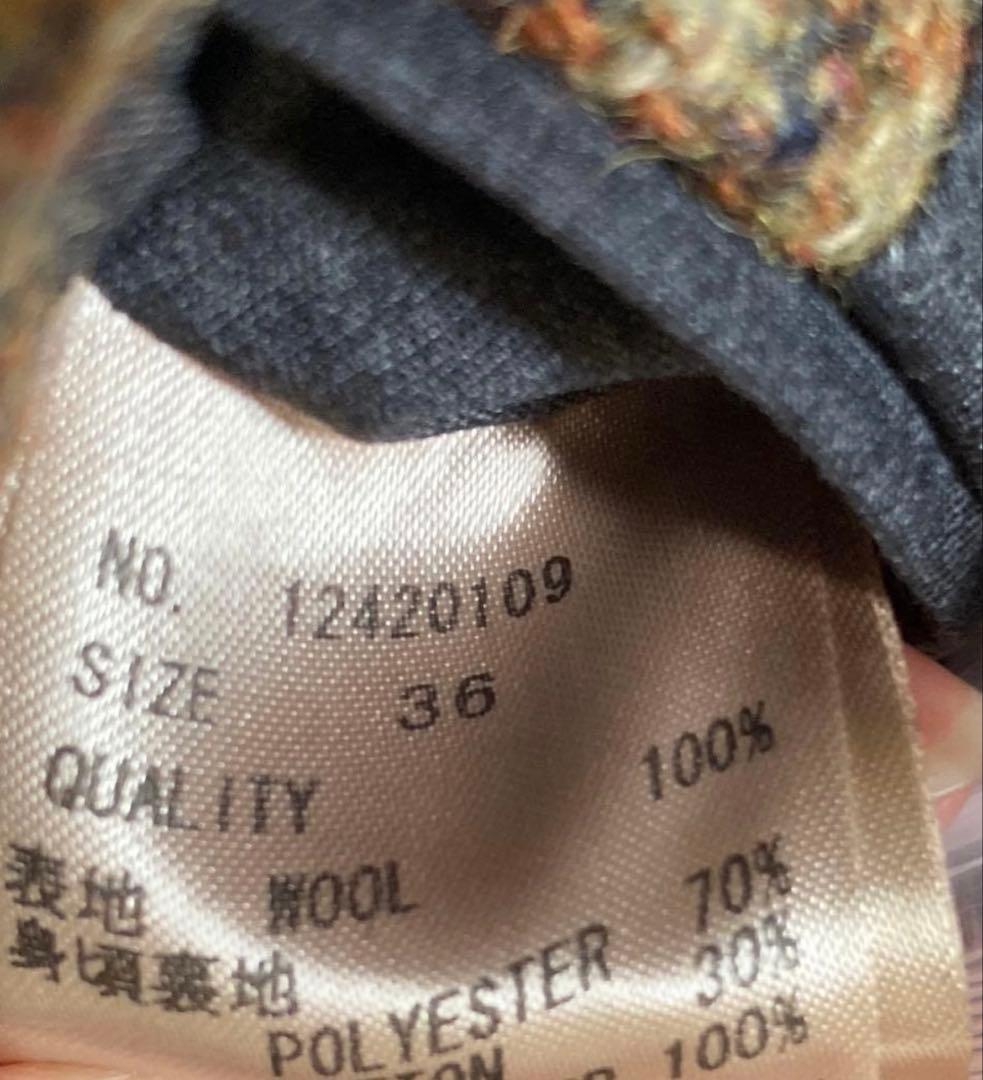 NO. 12420109
SIZE 36
QUALITY
表地 WOOL 100%
身頃裏地
POLYESTER 70%
30%
100%